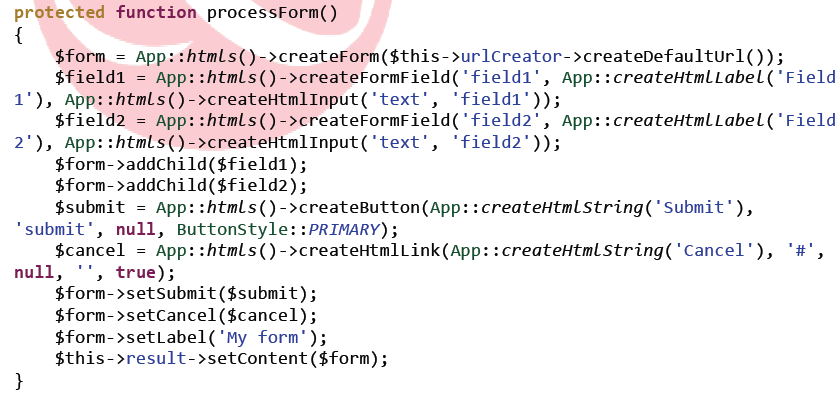 protected function processForm()
{
    $form = App::htmls()->createForm($this->urlCreator->createDefaultUrl());
    $field1 = App::htmls()->createFormField('field1', App::createHtmlLabel('Field
1'), App::htmls()->createHtmlInput('text', 'field1'));
    $field2 = App::htmls()->createFormField('field2', App::createHtmlLabel('Field
2'), App::htmls()->createHtmlInput('text', 'field2'));
    $form->addChild($field1);
    $form->addChild($field2);
    $submit = App::htmls()->createButton(App::createHtmlString('Submit'),
'submit', null, ButtonStyle::PRIMARY);
    $cancel = App::htmls()->createHtmlLink(App::createHtmlString('Cancel'), '#',
null, '', true);
    $form->setSubmit($submit);
    $form->setCancel($cancel);
    $form->setLabel('My form');
    $this->result->setContent($form);
}